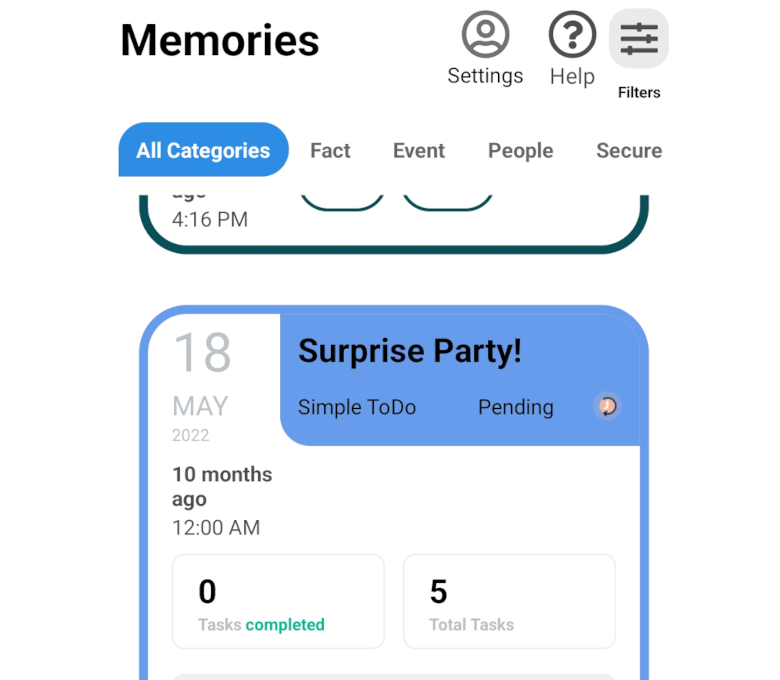 Memories
Settings
Help
Filters
All Categories
Fact
Event
People
Secure
ago
4:16 PM
18
MAY
2022
10 months
ago
12:00 AM
Surprise Party!
Simple ToDo
Pending
0
Tasks completed
5
Total Tasks